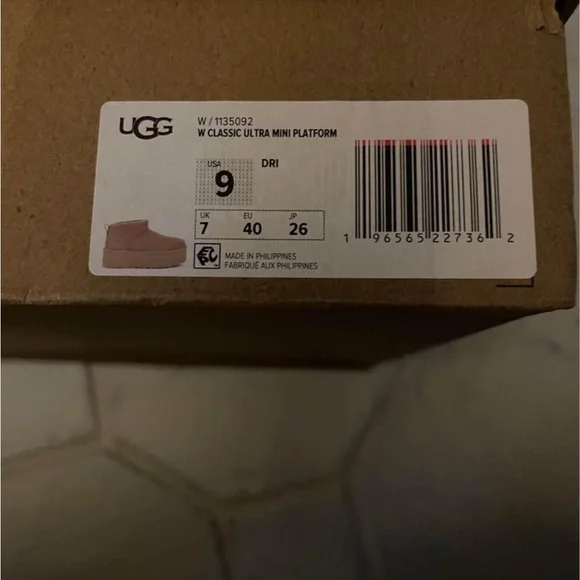 UGG
W / 1135092
W CLASSIC ULTRA MINI PLATFORM
USA
9
DRI
UK EU JP
7 40 26
MADE IN PHILIPPINES
FABRIQUÉ AUX PHILIPPINES
1 96565 22736 2